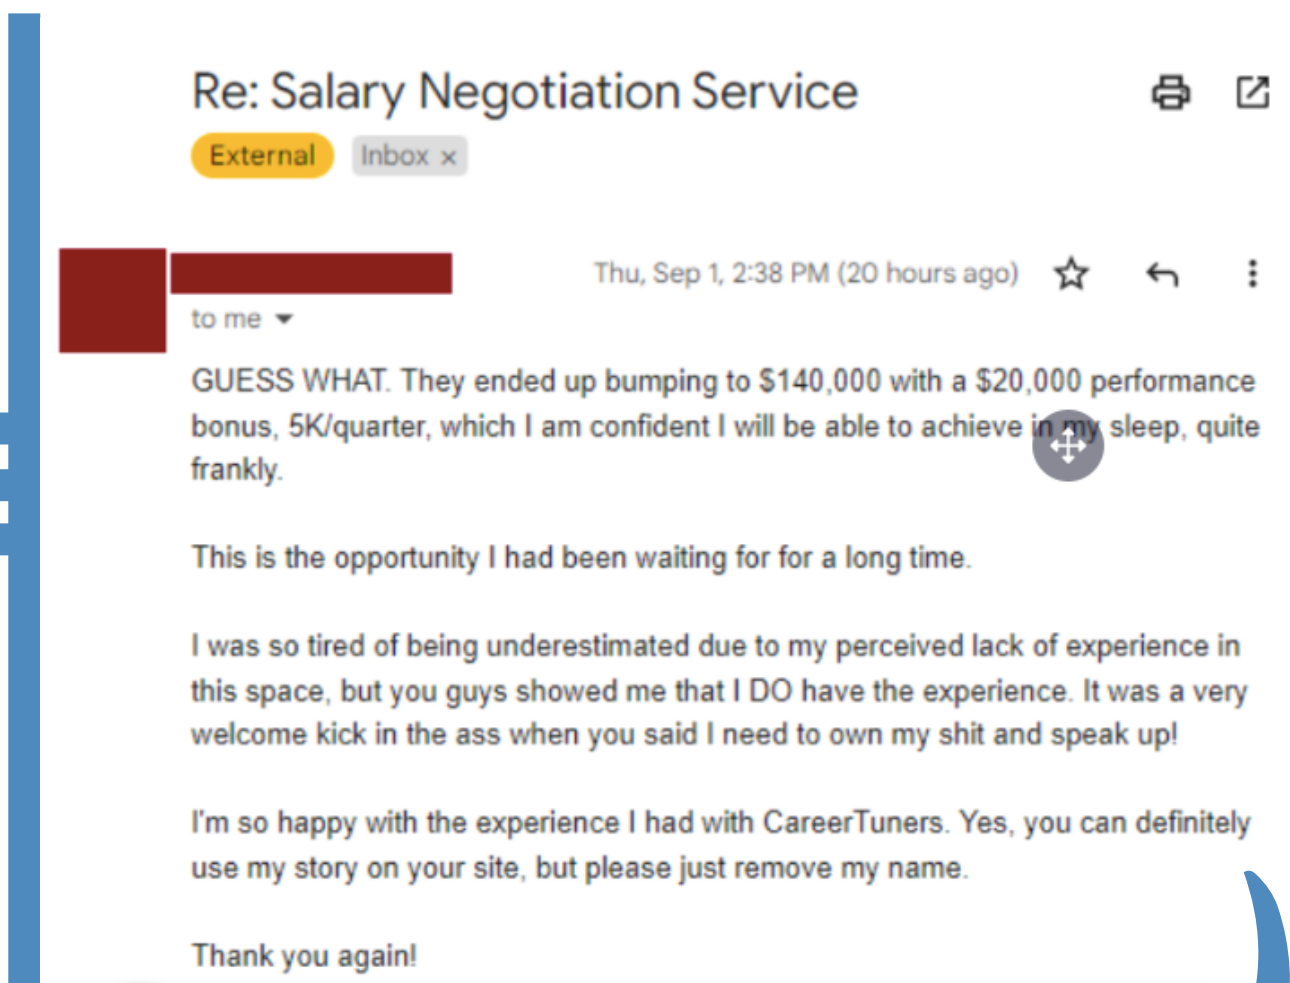 Re: Salary Negotiation Service
External Inbox ×
Thu, Sep 1, 2:38 PM (20 hours ago)
to me
GUESS WHAT. They ended up bumping to $140,000 with a $20,000 performance
bonus, 5K/quarter, which I am confident I will be able to achieve in my sleep, quite
frankly.
This is the opportunity I had been waiting for for a long time.
I was so tired of being underestimated due to my perceived lack of experience in
this space, but you guys showed me that I DO have the experience. It was a very
welcome kick in the ass when you said I need to own my shit and speak up!
I'm so happy with the experience I had with CareerTuners. Yes, you can definitely
use my story on your site, but please just remove my name.
Thank you again!